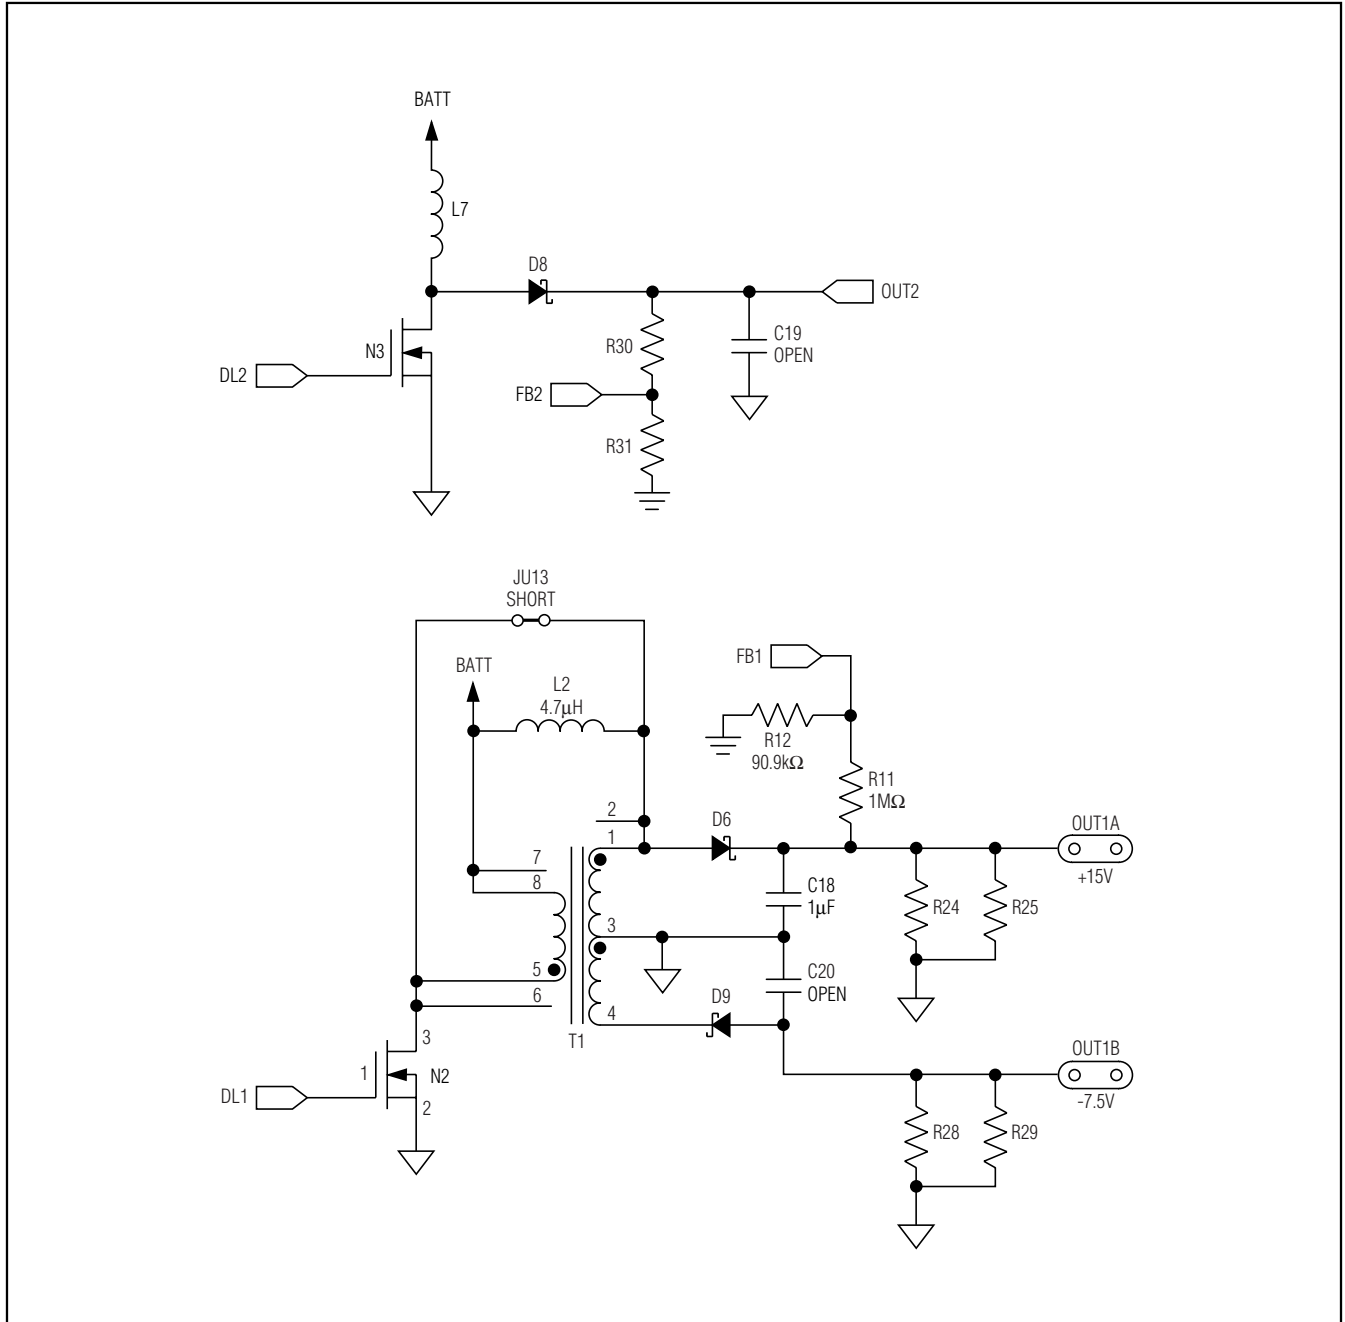 BATT
L7
D8
OUT2
C19
OPEN
N3
R30
DL2
FB2
R31
JU13
SHORT
BATT
L2
4.7μH
FB1
R12
90.9kΩ
R11
1MΩ
2
1
D6
OUT1A
+15V
7
8
C18
1μF
R24
R25
3
5
6
C20
OPEN
4
D9
T1
OUT1B
-7.5V
3
1
N2
DL1
2
R28
R29